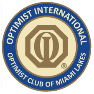 OPTIMIST INTERNATIONAL
OPTIMIST CLUB OF MIAMI LAKES
®